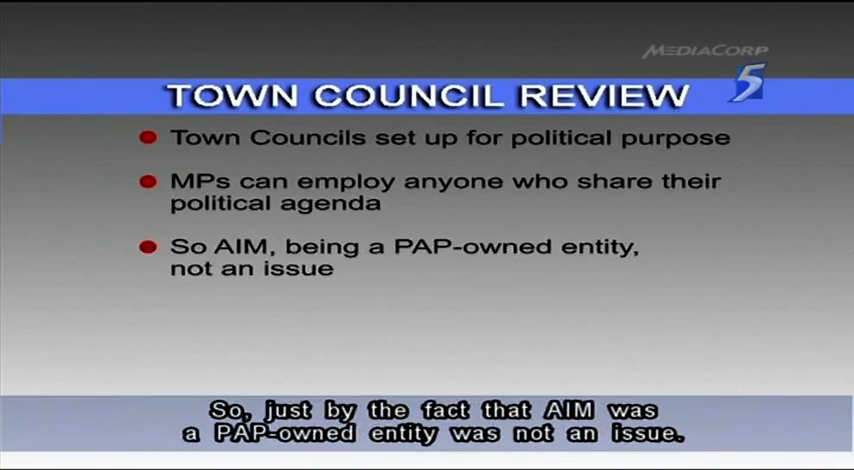 MEDIACORP
5
TOWN COUNCIL REVIEW
Town Councils set up for political purpose
MPs can employ anyone who share their
political agenda
So AIM, being a PAP-owned entity,
not an issue
So, just by the fact that AIM was
a PAP-owned entity was not an issue.